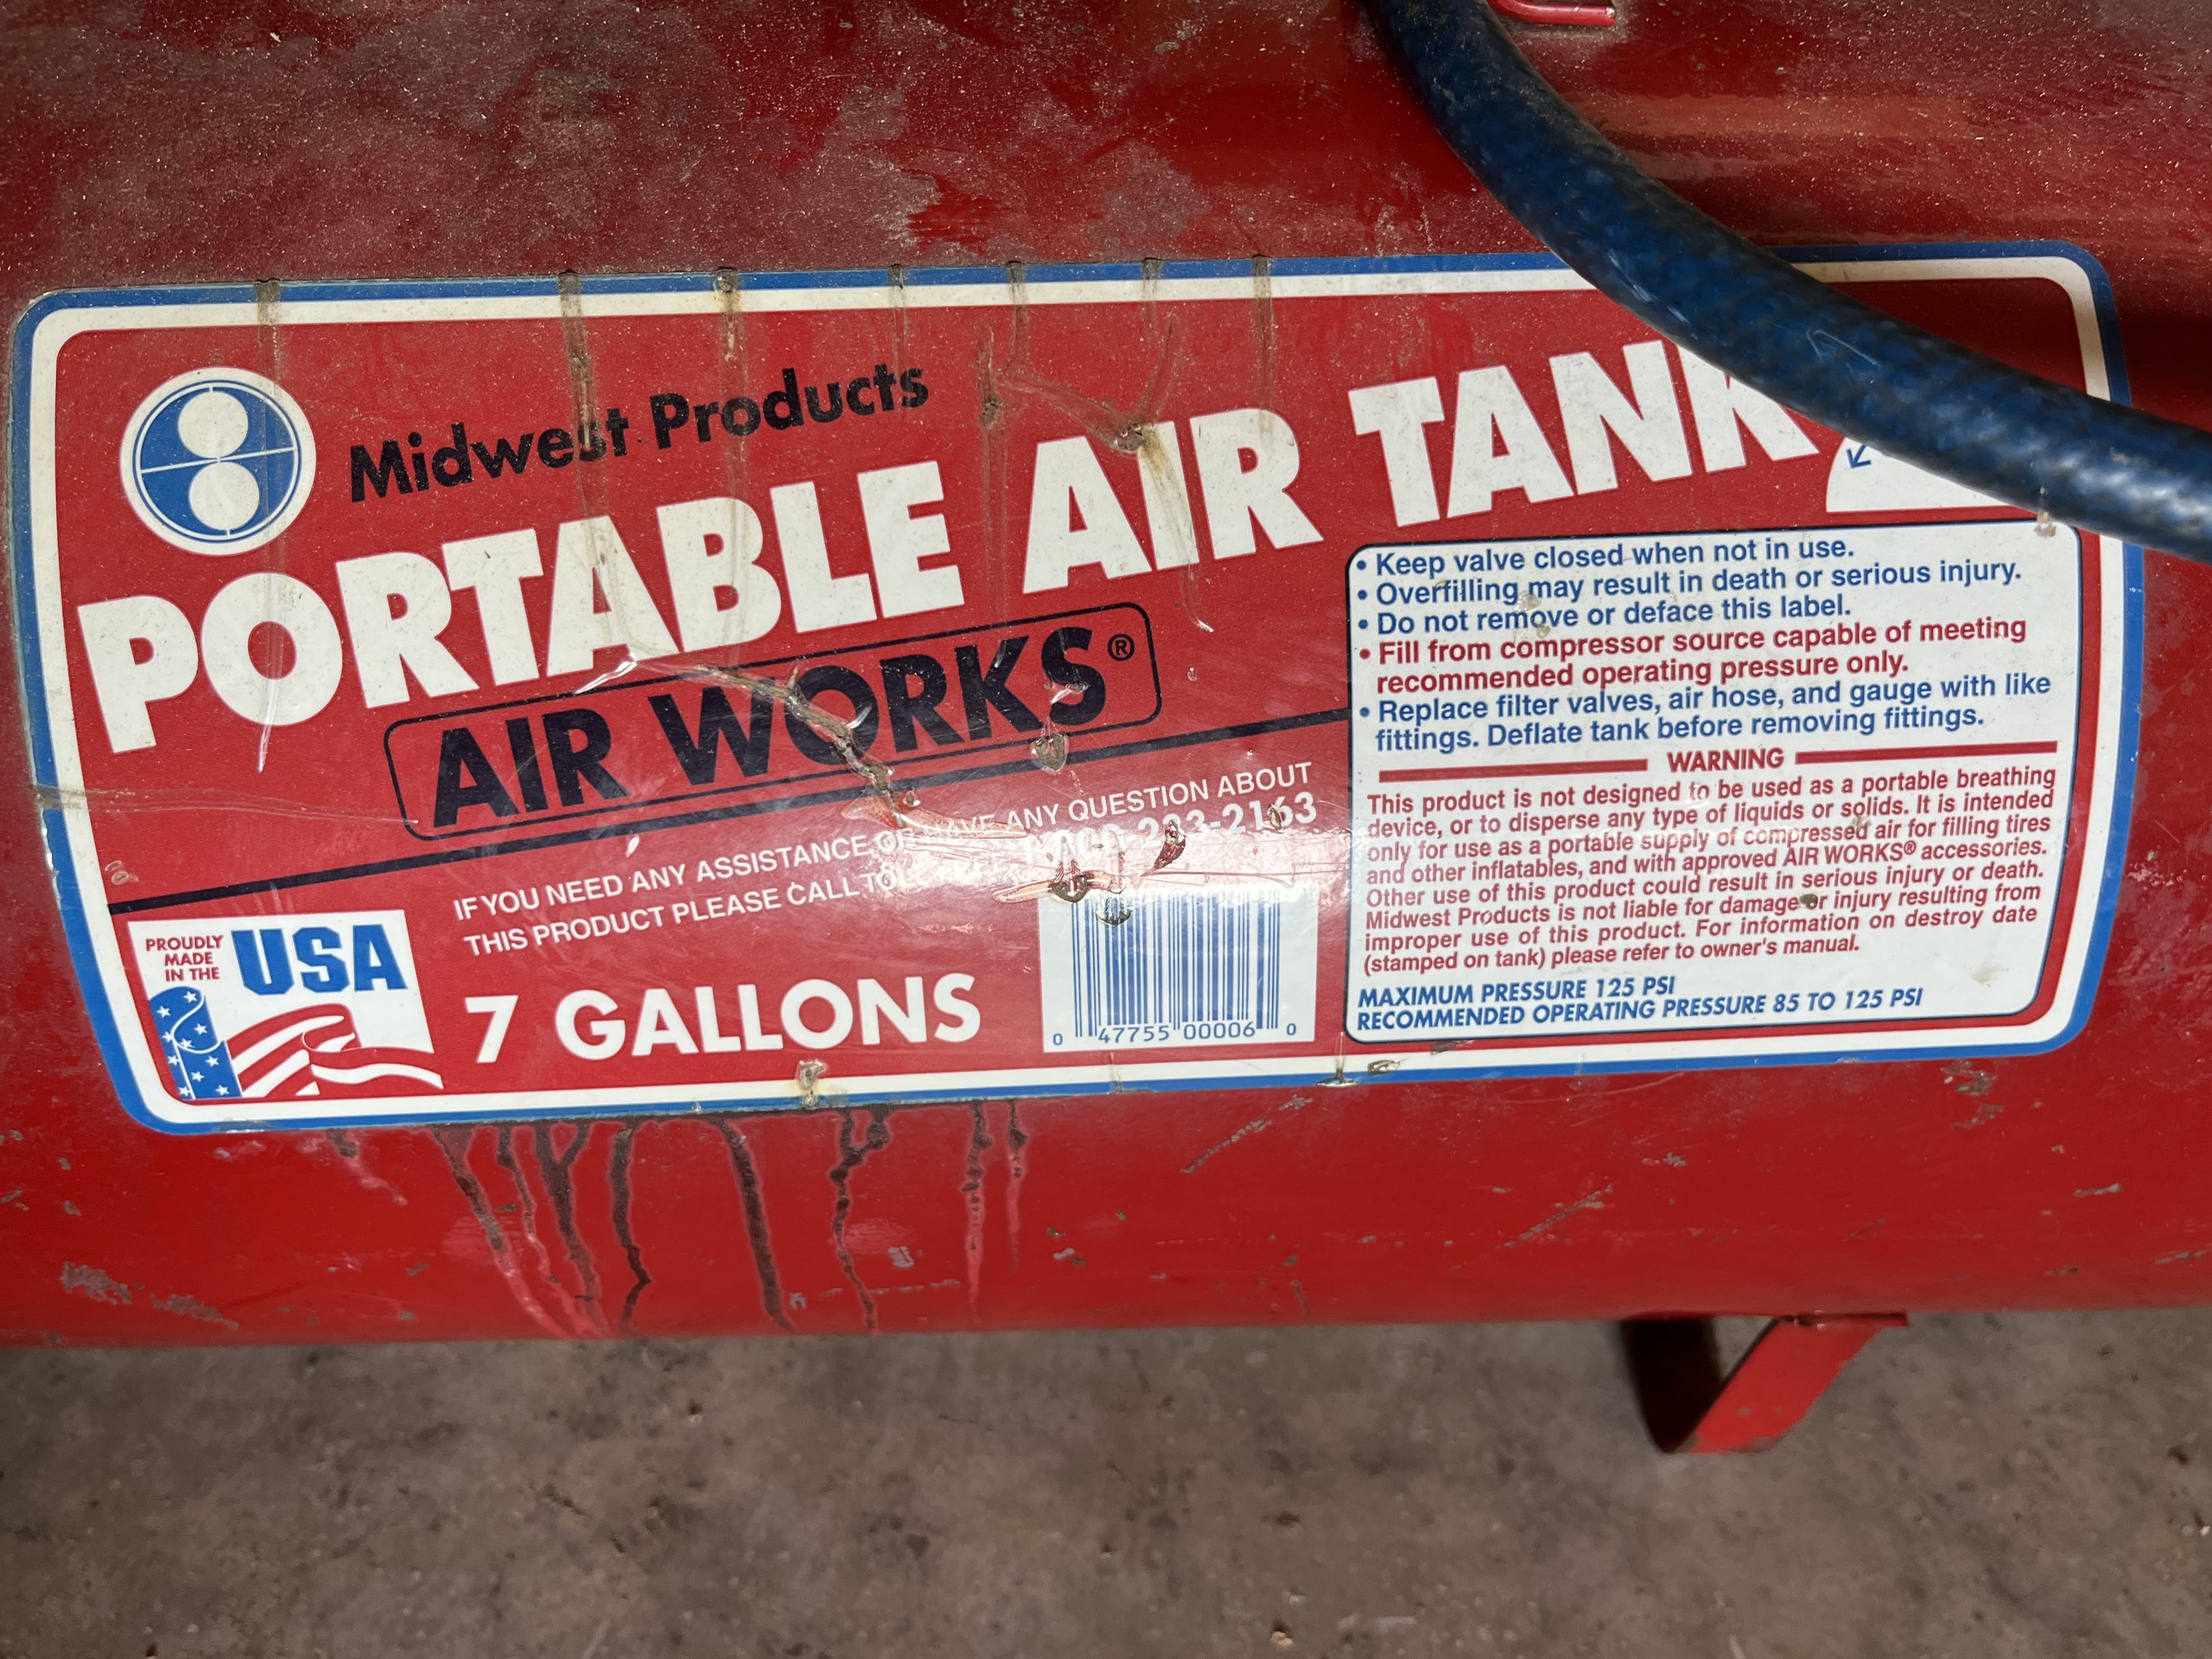 Midwest Products
PORTABLE AIR TANK
AIR WORKS®
IF YOU NEED ANY ASSISTANCE OR HAVE ANY QUESTION ABOUT
THIS PRODUCT PLEASE CALL TOLL 2163
PROUDLY
MADE
IN THE
USA
7 GALLONS
0 47755 00006 0
• Keep valve closed when not in use.
• Overfilling may result in death or serious injury.
• Do not remove or deface this label.
• Fill from compressor source capable of meeting
recommended operating pressure only.
• Replace filter valves, air hose, and gauge with like
fittings. Deflate tank before removing fittings.
WARNING
This product is not designed to be used as a portable breathing
device, or to disperse any type of liquids or solids. It is intended
only for use as a portable supply of compressed air for filling tires
and other inflatables, and with approved AIR WORKS® accessories.
Other use of this product could result in serious injury or death.
Midwest Products is not liable for damage or injury resulting from
improper use of this product. For information on destroy date
(stamped on tank) please refer to owner's manual.
MAXIMUM PRESSURE 125 PSI
RECOMMENDED OPERATING PRESSURE 85 TO 125 PSI